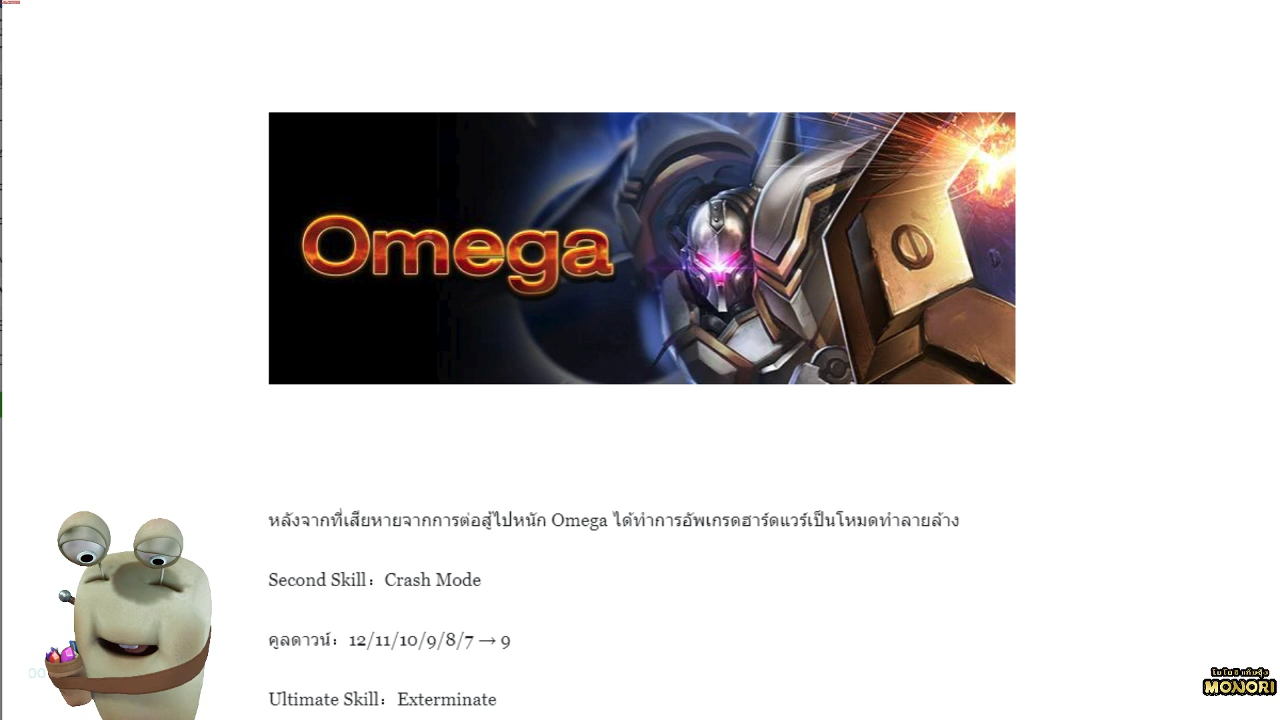 Omega
หลังจากที่เสียหายจากการต่อสู้ไปหนัก Omega ได้ทำการอัพเกรดฮาร์ดแวร์เป็นโหมดทำลายล้าง
Second Skill：Crash Mode
คูลดาวน์：12/11/10/9/8/7 → 9
Ultimate Skill：Exterminate
MONORI